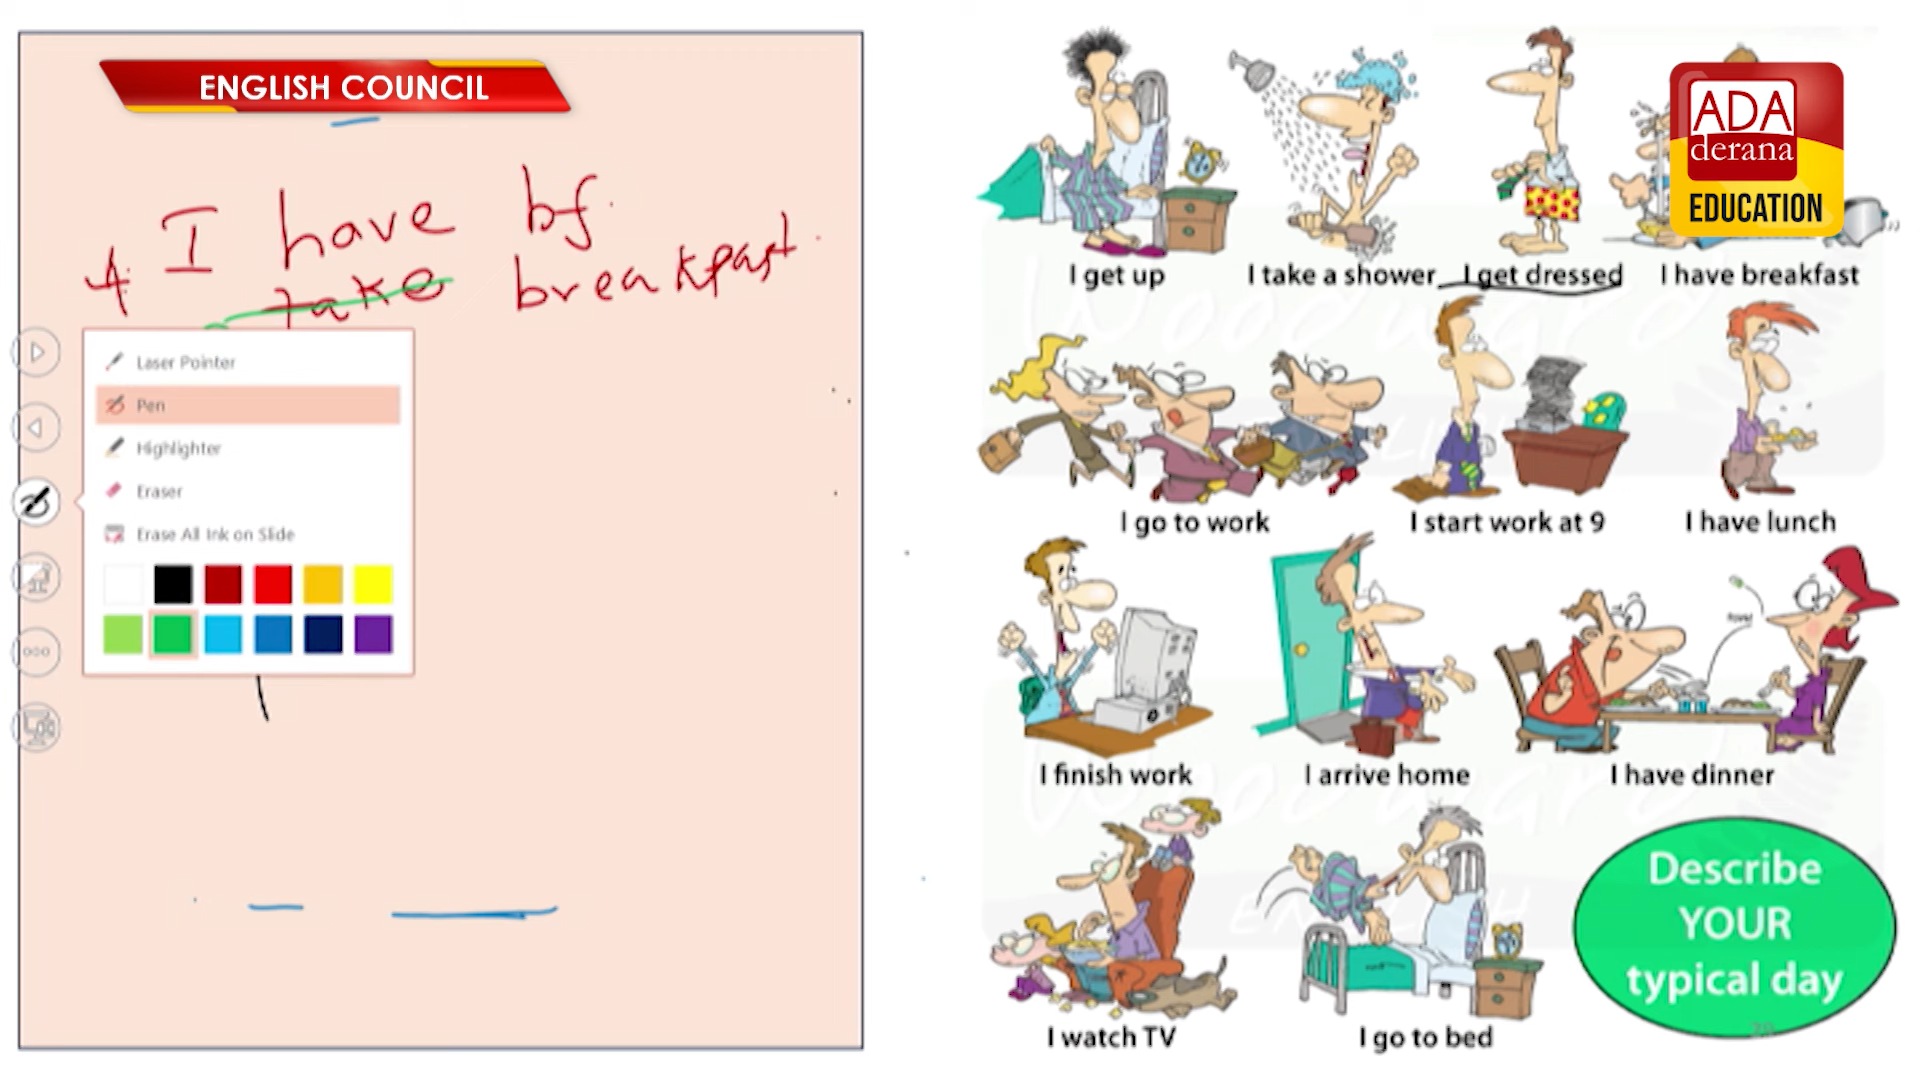 ENGLISH COUNCIL
I have bf.
4. take breakfast.
Laser Pointer
Pen
Highlighter
Eraser
Erase All Ink on Slide
ADA
derana
EDUCATION
I get up
I take a shower
I get dressed
I have breakfast
I go to work
I start work at 9
I have lunch
I finish work
I arrive home
I have dinner
I watch TV
I go to bed
Describe
YOUR
typical day
Woodward
ENGLISH